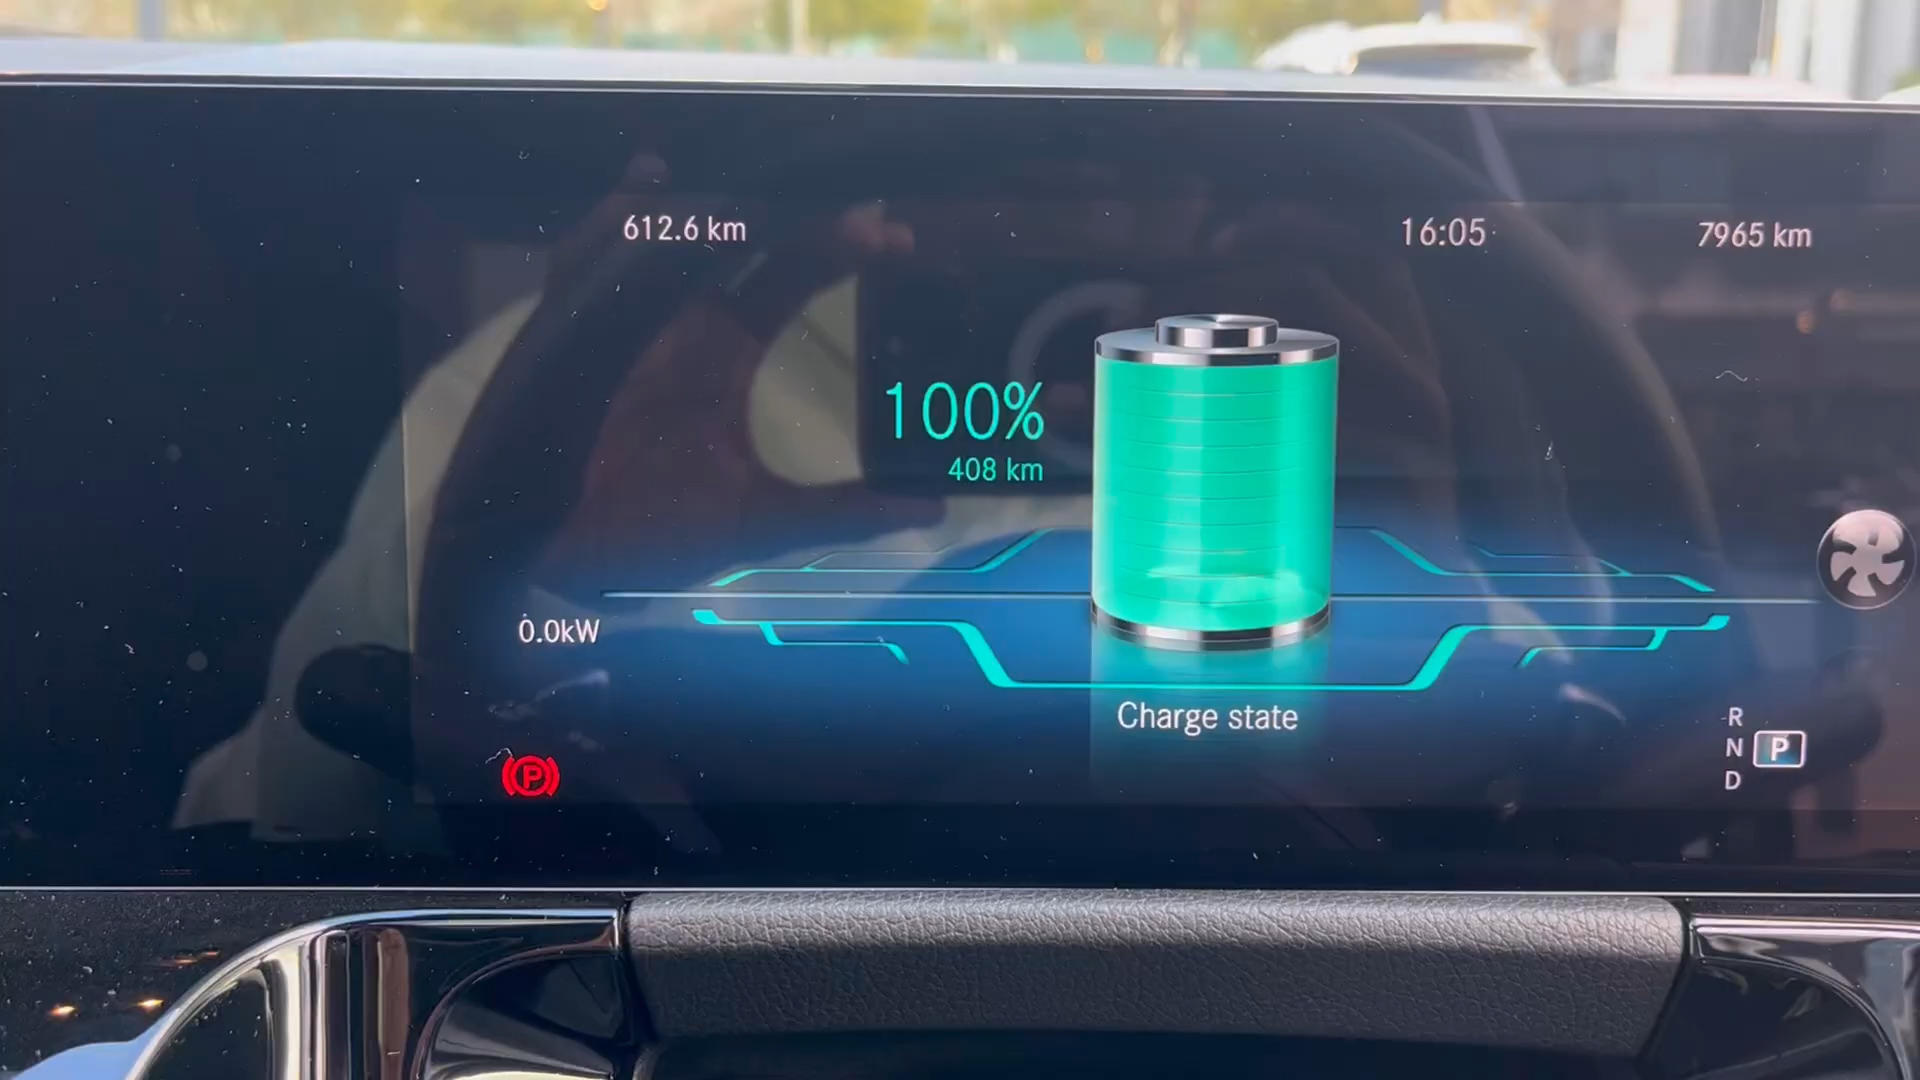 612.6 km
16:05
7965 km
100%
408 km
0.0kW
Charge state
P
R
N P
D